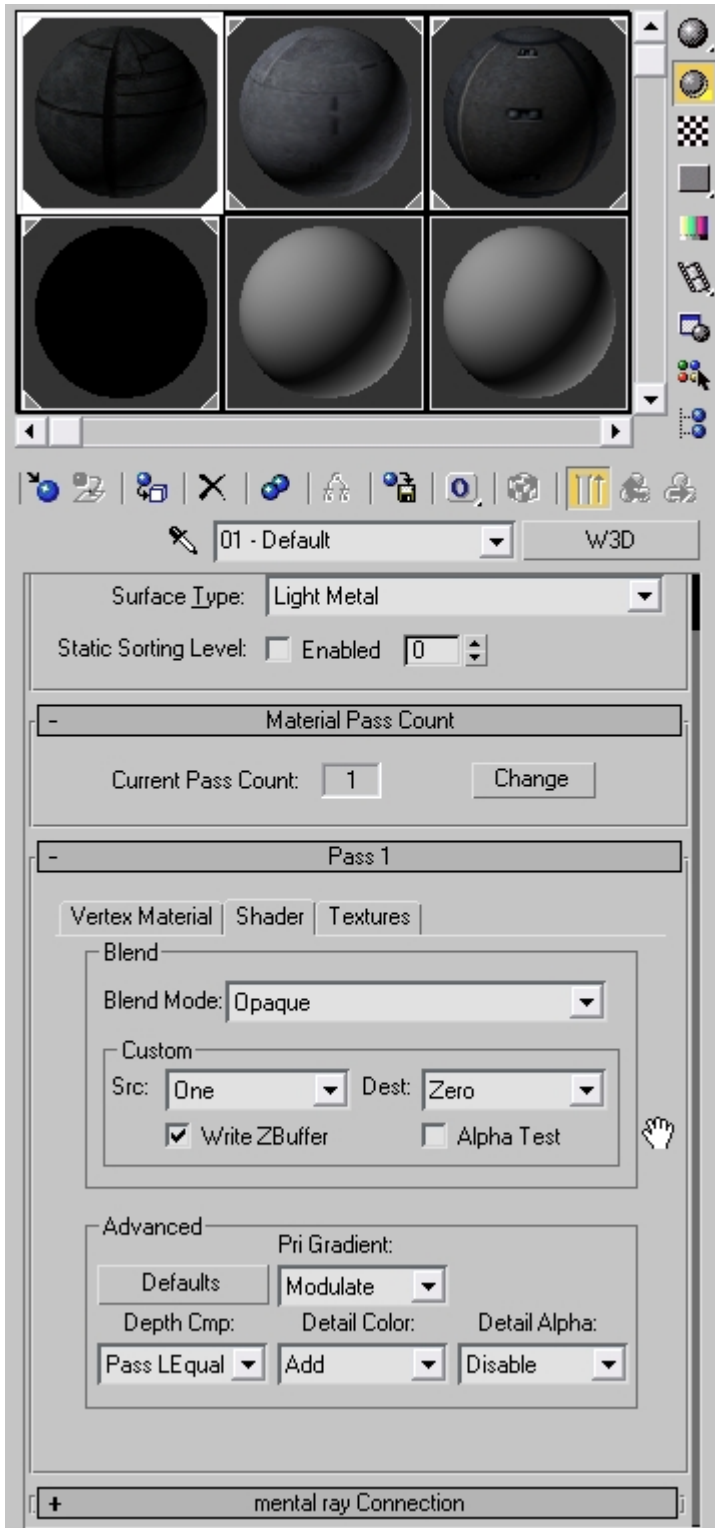 01 - Default W3D
Surface Type: Light Metal
Static Sorting Level: Enabled 0
- Material Pass Count
Current Pass Count: 1 Change
- Pass 1
Vertex Material Shader Textures
Blend
Blend Mode: Opaque
Custom
Src: One Dest: Zero
Write ZBuffer Alpha Test
Advanced
Pri Gradient:
Defaults Modulate
Depth Cmp: Detail Color: Detail Alpha:
Pass LEqual Add Disable
+ mental ray Connection